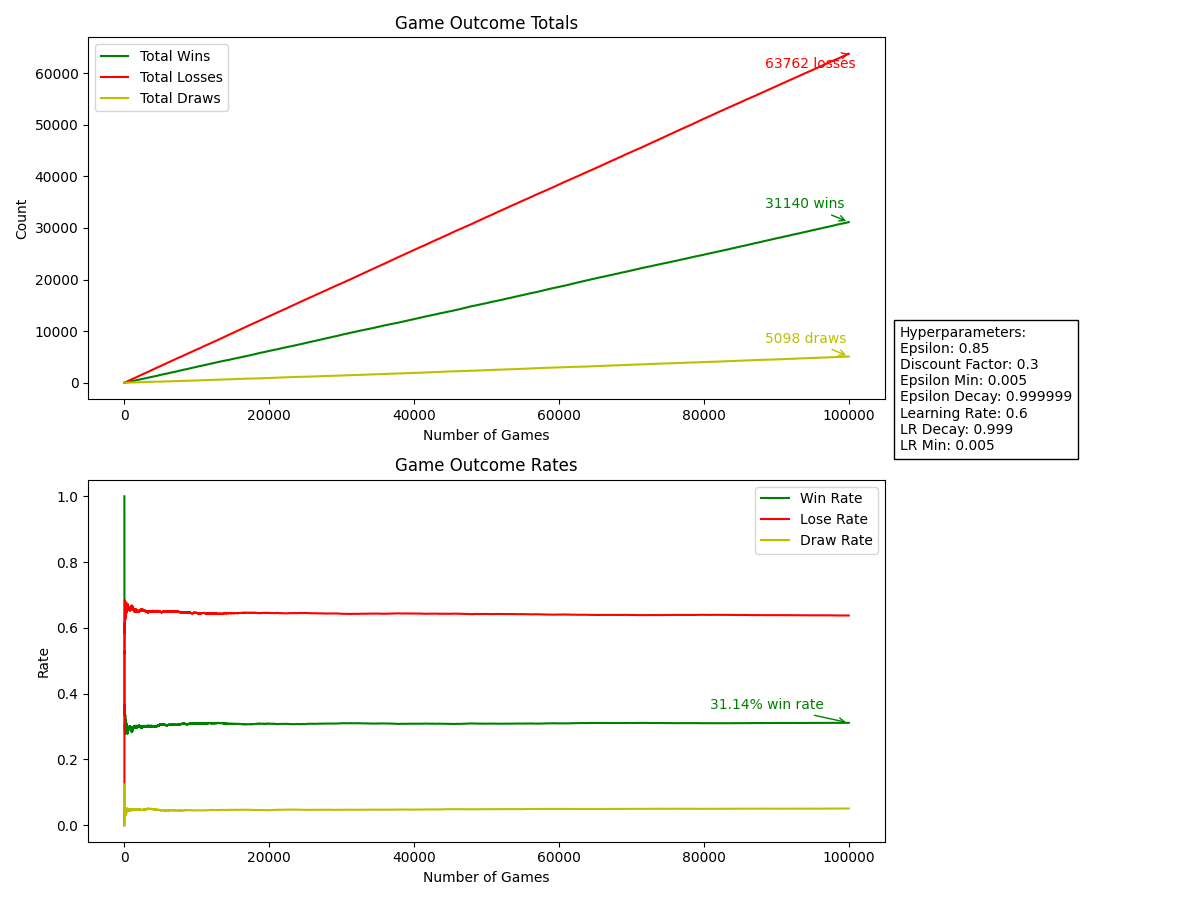 Game Outcome Totals
Total Wins
Total Losses
Total Draws
63762 losses
31140 wins
5098 draws
60000
50000
40000
30000
20000
10000
0
Count
0 20000 40000 60000 80000 100000
Number of Games
Hyperparameters:
Epsilon: 0.85
Discount Factor: 0.3
Epsilon Min: 0.005
Epsilon Decay: 0.999999
Learning Rate: 0.6
LR Decay: 0.999
LR Min: 0.005
Game Outcome Rates
Win Rate
Lose Rate
Draw Rate
31.14% win rate
1.0
0.8
0.6
0.4
0.2
0.0
Rate
0 20000 40000 60000 80000 100000
Number of Games